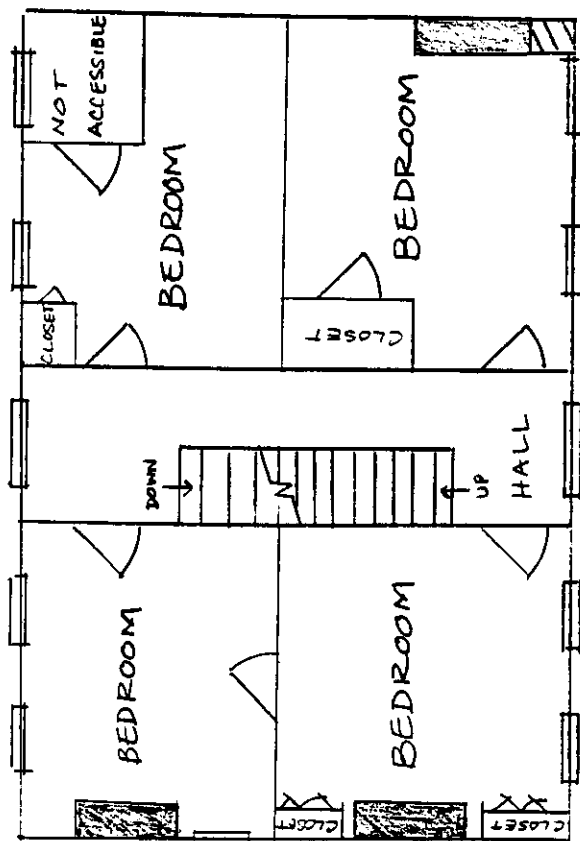 NOT
ACCESSIBLE
BEDROOM
BEDROOM
CLOSET
CLOSET
DOWN
UP
HALL
BEDROOM
BEDROOM
CLOSET
CLOSET